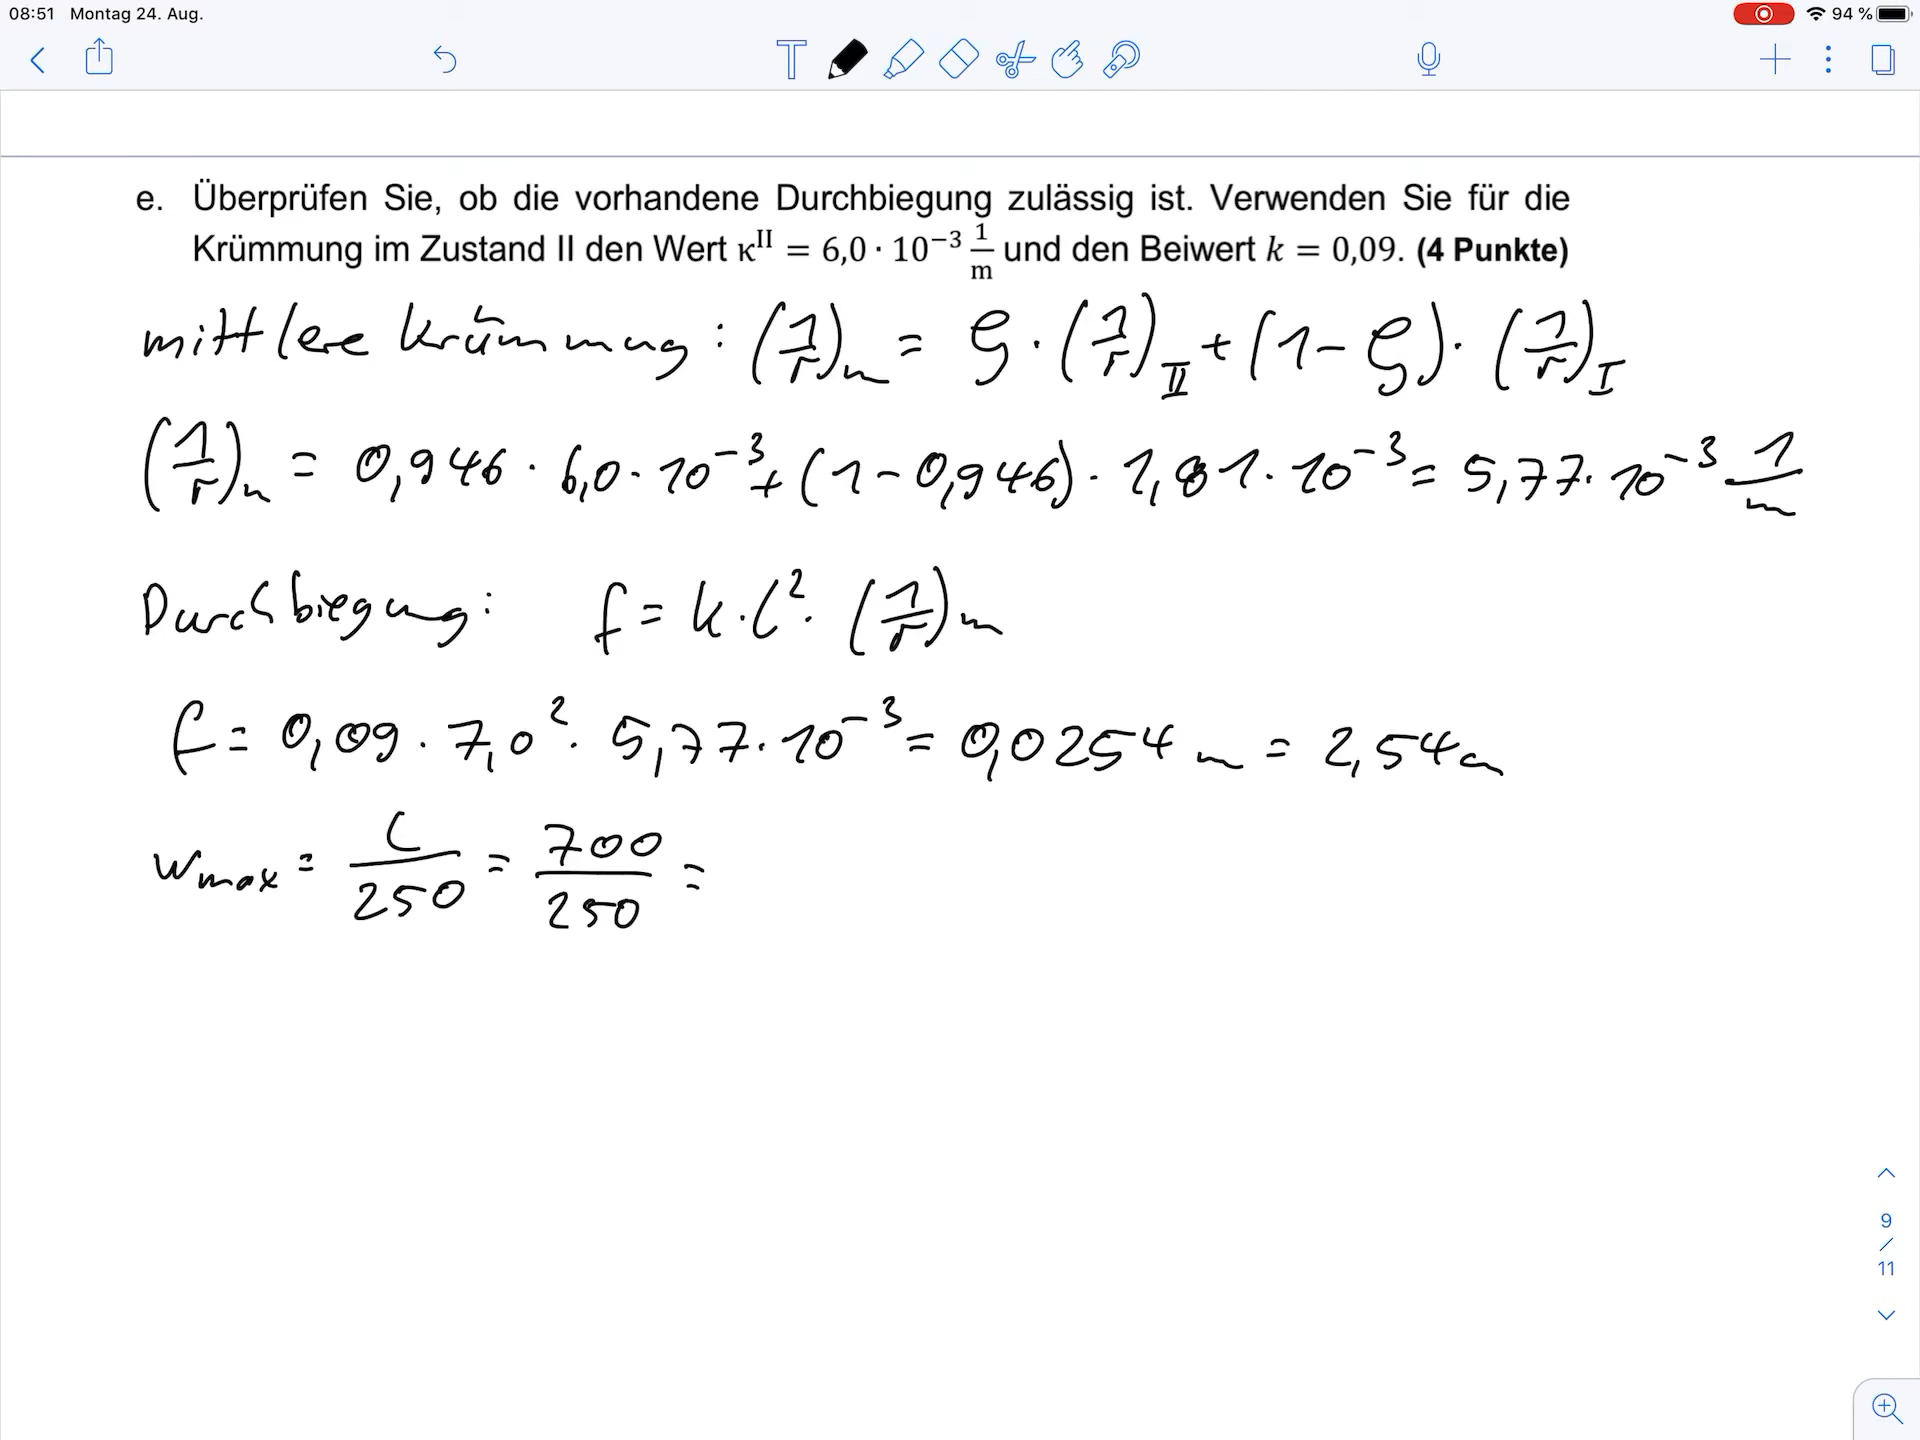 08:51 Montag 24. Aug. 94 %
e. Überprüfen Sie, ob die vorhandene Durchbiegung zulässig ist. Verwenden Sie für die
Krümmung im Zustand II den Wert κ^II = 6,0 · 10^−3 1/m und den Beiwert k = 0,09. (4 Punkte)
mittlere Krümmung: (1/r)m = ζ · (1/r)II + (1 − ζ) · (1/r)I
(1/r)m = 0,946 · 6,0 · 10^−3 + (1 − 0,946) · 1,81 · 10^−3 = 5,77 · 10^−3 1/m
Durchbiegung: f = k · l² · (1/r)m
f = 0,09 · 7,0² · 5,77 · 10^−3 = 0,0254 m = 2,54 cm
wmax = l/250 = 700/250 =
9
/
11